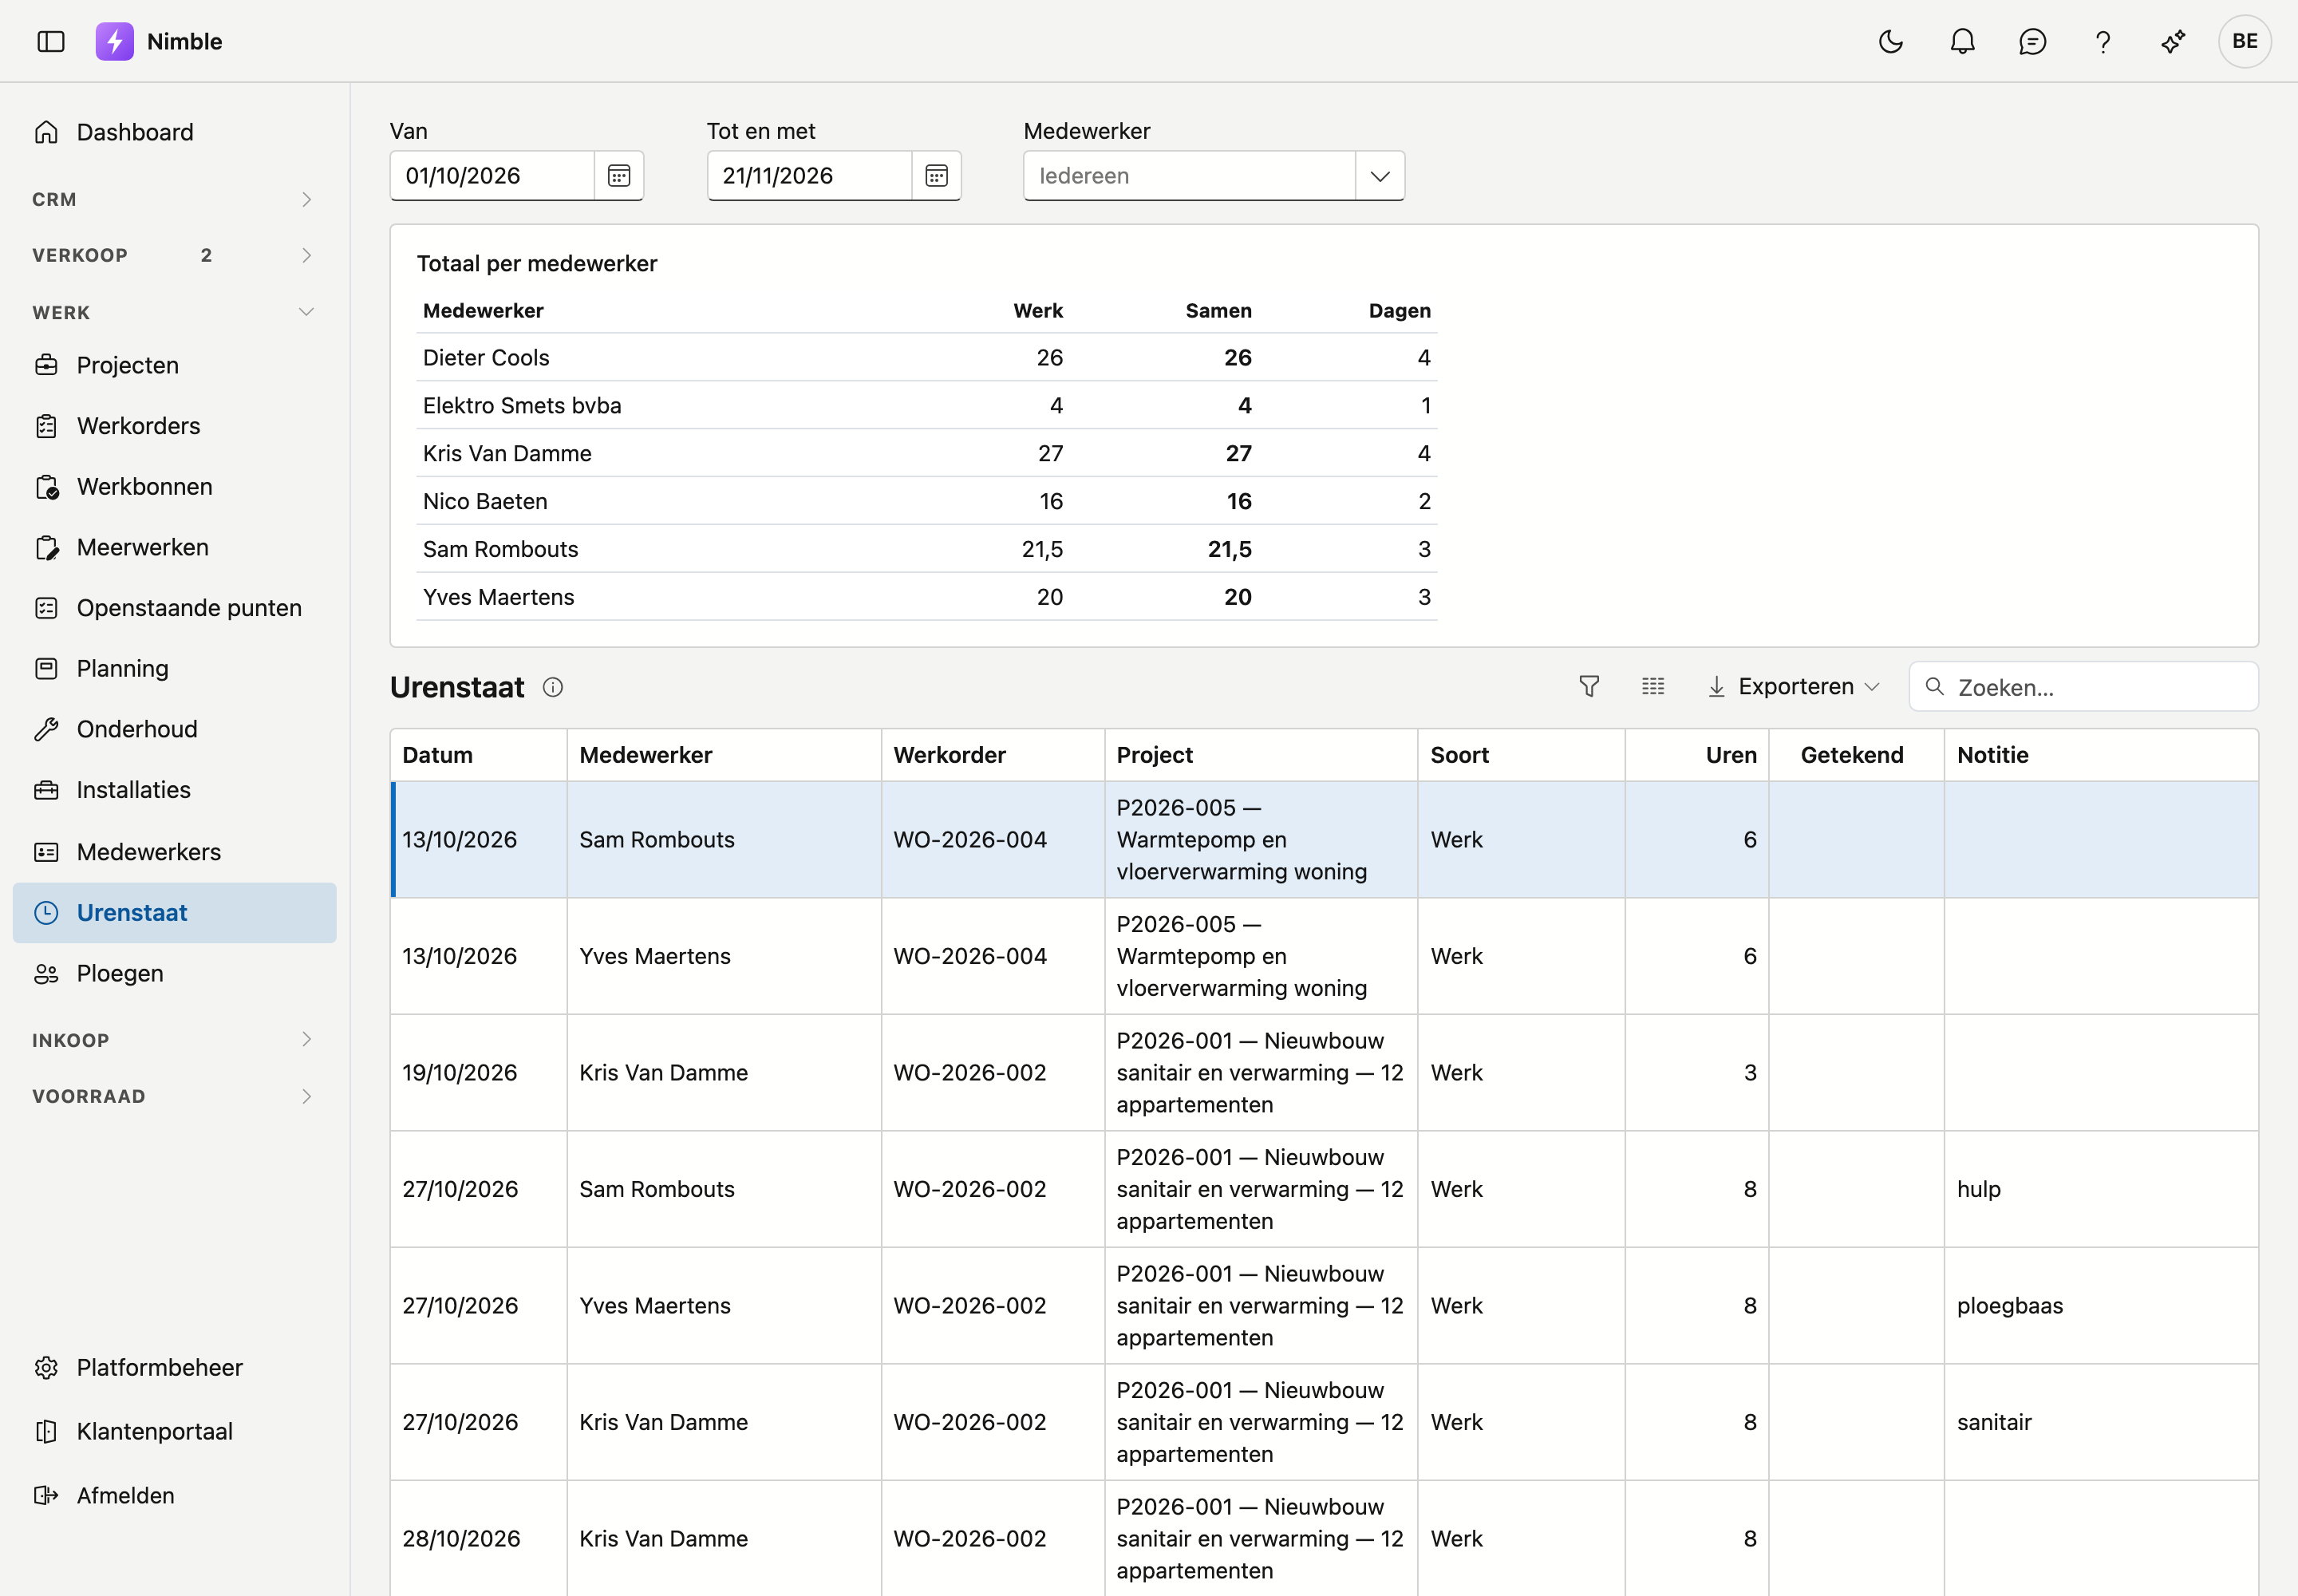 Nimble
BE
Dashboard
CRM
VERKOOP 2
WERK
Projecten
Werkorders
Werkbonnen
Meerwerken
Openstaande punten
Planning
Onderhoud
Installaties
Medewerkers
Urenstaat
Ploegen
INKOOP
VOORRAAD
Platformbeheer
Klantenportaal
Afmelden
Van Tot en met Medewerker
01/10/2026 21/11/2026 Iedereen
Totaal per medewerker
Medewerker Werk Samen Dagen
Dieter Cools 26 26 4
Elektro Smets bvba 4 4 1
Kris Van Damme 27 27 4
Nico Baeten 16 16 2
Sam Rombouts 21,5 21,5 3
Yves Maertens 20 20 3
Urenstaat Exporteren Zoeken...
Datum Medewerker Werkorder Project Soort Uren Getekend Notitie
P2026-005 —
13/10/2026 Sam Rombouts WO-2026-004 Warmtepomp en Werk 6
vloerverwarming woning
P2026-005 —
13/10/2026 Yves Maertens WO-2026-004 Warmtepomp en Werk 6
vloerverwarming woning
P2026-001 — Nieuwbouw
19/10/2026 Kris Van Damme WO-2026-002 sanitair en verwarming — 12 Werk 3
appartementen
P2026-001 — Nieuwbouw
27/10/2026 Sam Rombouts WO-2026-002 sanitair en verwarming — 12 Werk 8 hulp
appartementen
P2026-001 — Nieuwbouw
27/10/2026 Yves Maertens WO-2026-002 sanitair en verwarming — 12 Werk 8 ploegbaas
appartementen
P2026-001 — Nieuwbouw
27/10/2026 Kris Van Damme WO-2026-002 sanitair en verwarming — 12 Werk 8 sanitair
appartementen
P2026-001 — Nieuwbouw
28/10/2026 Kris Van Damme WO-2026-002 sanitair en verwarming — 12 Werk 8
appartementen